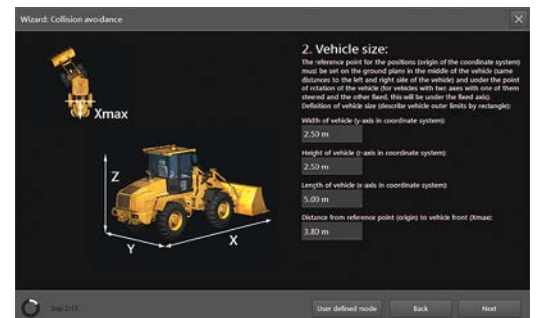 Wizard: Collision avoidance
Xmax
Z
Y
X
2. Vehicle size:
The reference point for the positions (origin of the coordinate system)
must be set on the ground plane in the middle of the vehicle (same
distances to the left and right side of the vehicle) and under the point
of rotation of the vehicle (for vehicles with two axes with one of them
steered and the other fixed, this will be under the fixed axis).
Definition of vehicle size (describe vehicle outer limits by rectangle):
Width of vehicle (y-axis in coordinate system):
2.50 m
Height of vehicle (z-axis in coordinate system):
2.50 m
Length of vehicle (x-axis in coordinate system):
5.00 m
Distance from reference point (origin) to vehicle front (Xmax:
3.80 m
User defined mode
Back
Next